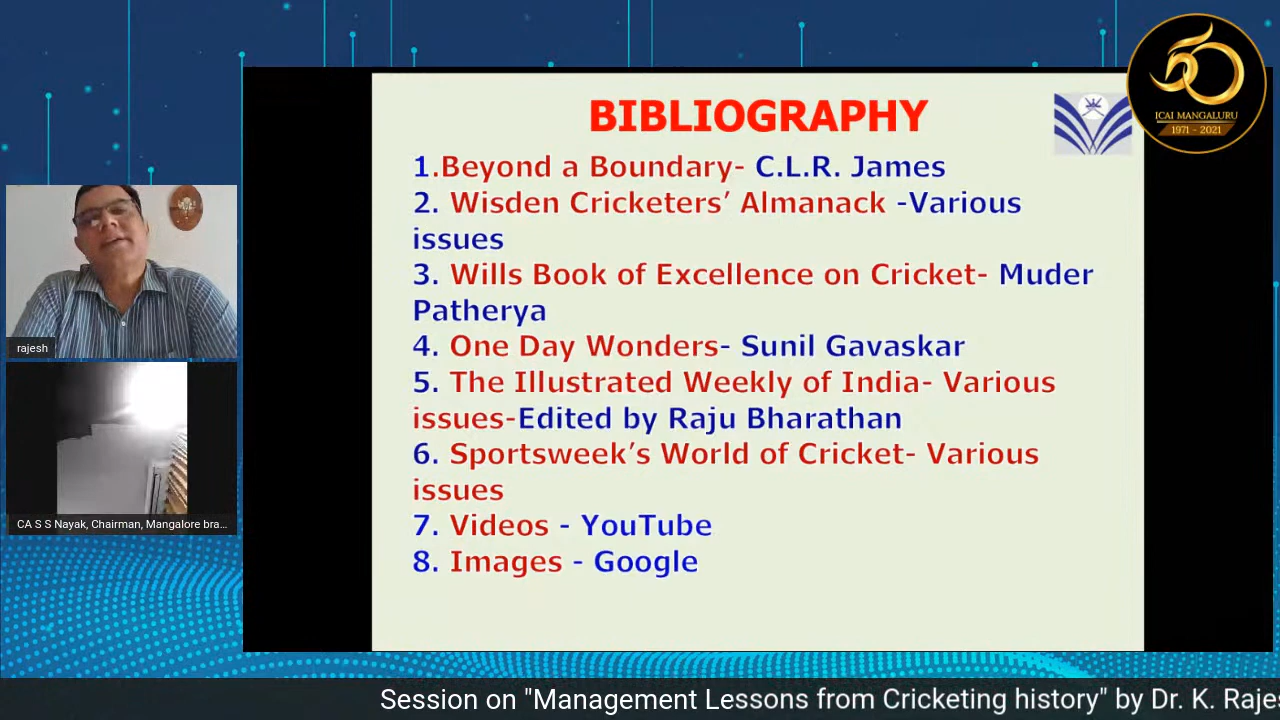 BIBLIOGRAPHY
1.Beyond a Boundary- C.L.R. James
2. Wisden Cricketers’ Almanack -Various
issues
3. Wills Book of Excellence on Cricket- Muder
Patherya
4. One Day Wonders- Sunil Gavaskar
5. The Illustrated Weekly of India- Various
issues-Edited by Raju Bharathan
6. Sportsweek’s World of Cricket- Various
issues
7. Videos - YouTube
8. Images - Google
50
ICAI MANGALURU
1971 - 2021
rajesh
CA S S Nayak, Chairman, Mangalore bra...
Session on "Management Lessons from Cricketing history" by Dr. K. Rajes